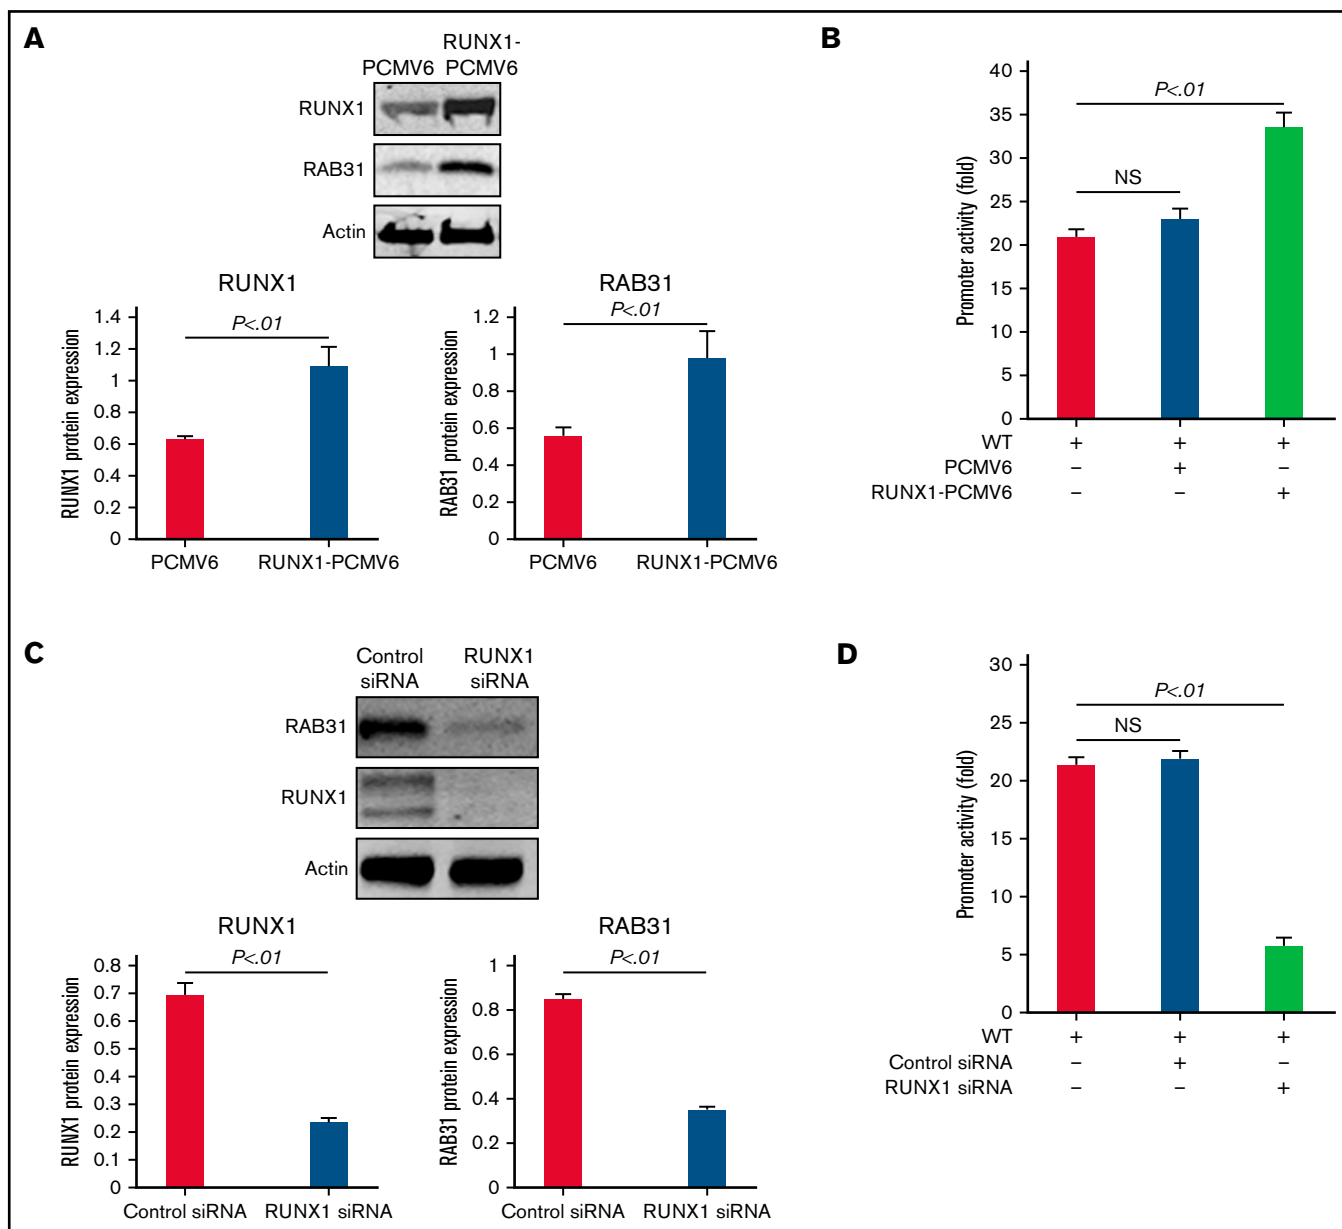 A
PCMV6
RUNX1-
PCMV6
RUNX1
RAB31
Actin
RUNX1
RUNX1 protein expression
1.4
1.2
1
0.8
0.6
0.4
0.2
0
P<.01
PCMV6
RUNX1-PCMV6
RAB31
RAB31 protein expression
1.2
1
0.8
0.6
0.4
0.2
0
P<.01
PCMV6
RUNX1-PCMV6
B
Promoter activity (fold)
40
35
30
25
20
15
10
5
0
P<.01
NS
WT + + +
PCMV6 – + –
RUNX1-PCMV6 – – +
C
Control
siRNA
RUNX1
siRNA
RAB31
RUNX1
Actin
RUNX1
RUNX1 protein expression
0.8
0.7
0.6
0.5
0.4
0.3
0.2
0.1
0
P<.01
Control siRNA
RUNX1 siRNA
RAB31
RAB31 protein expression
1
0.8
0.6
0.4
0.2
0
P<.01
Control siRNA
RUNX1 siRNA
D
Promoter activity (fold)
30
25
20
15
10
5
0
P<.01
NS
WT + + +
Control siRNA – + –
RUNX1 siRNA – – +